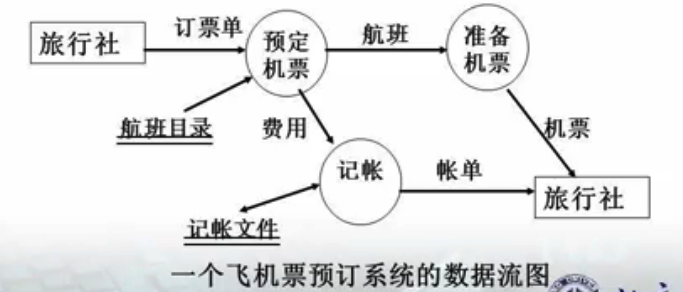 旅行社
订票单
预定
机票
航班
准备
机票
航班目录
费用
机票
记帐
帐单
旅行社
记帐文件
一个飞机票预订系统的数据流图